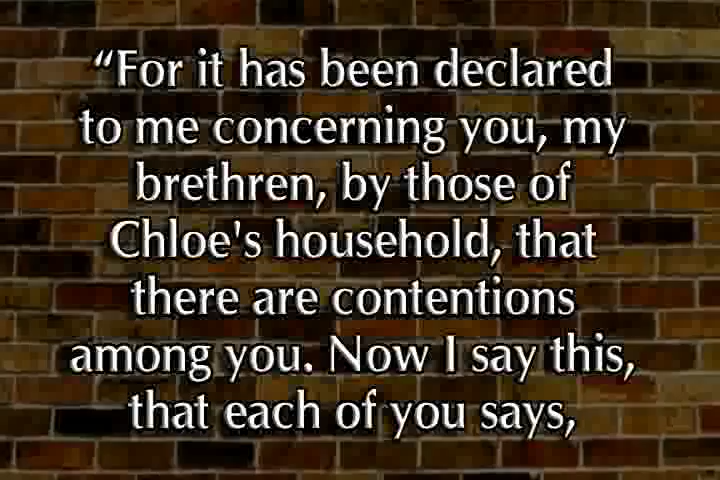 “For it has been declared
to me concerning you, my
brethren, by those of
Chloe's household, that
there are contentions
among you. Now I say this,
that each of you says,